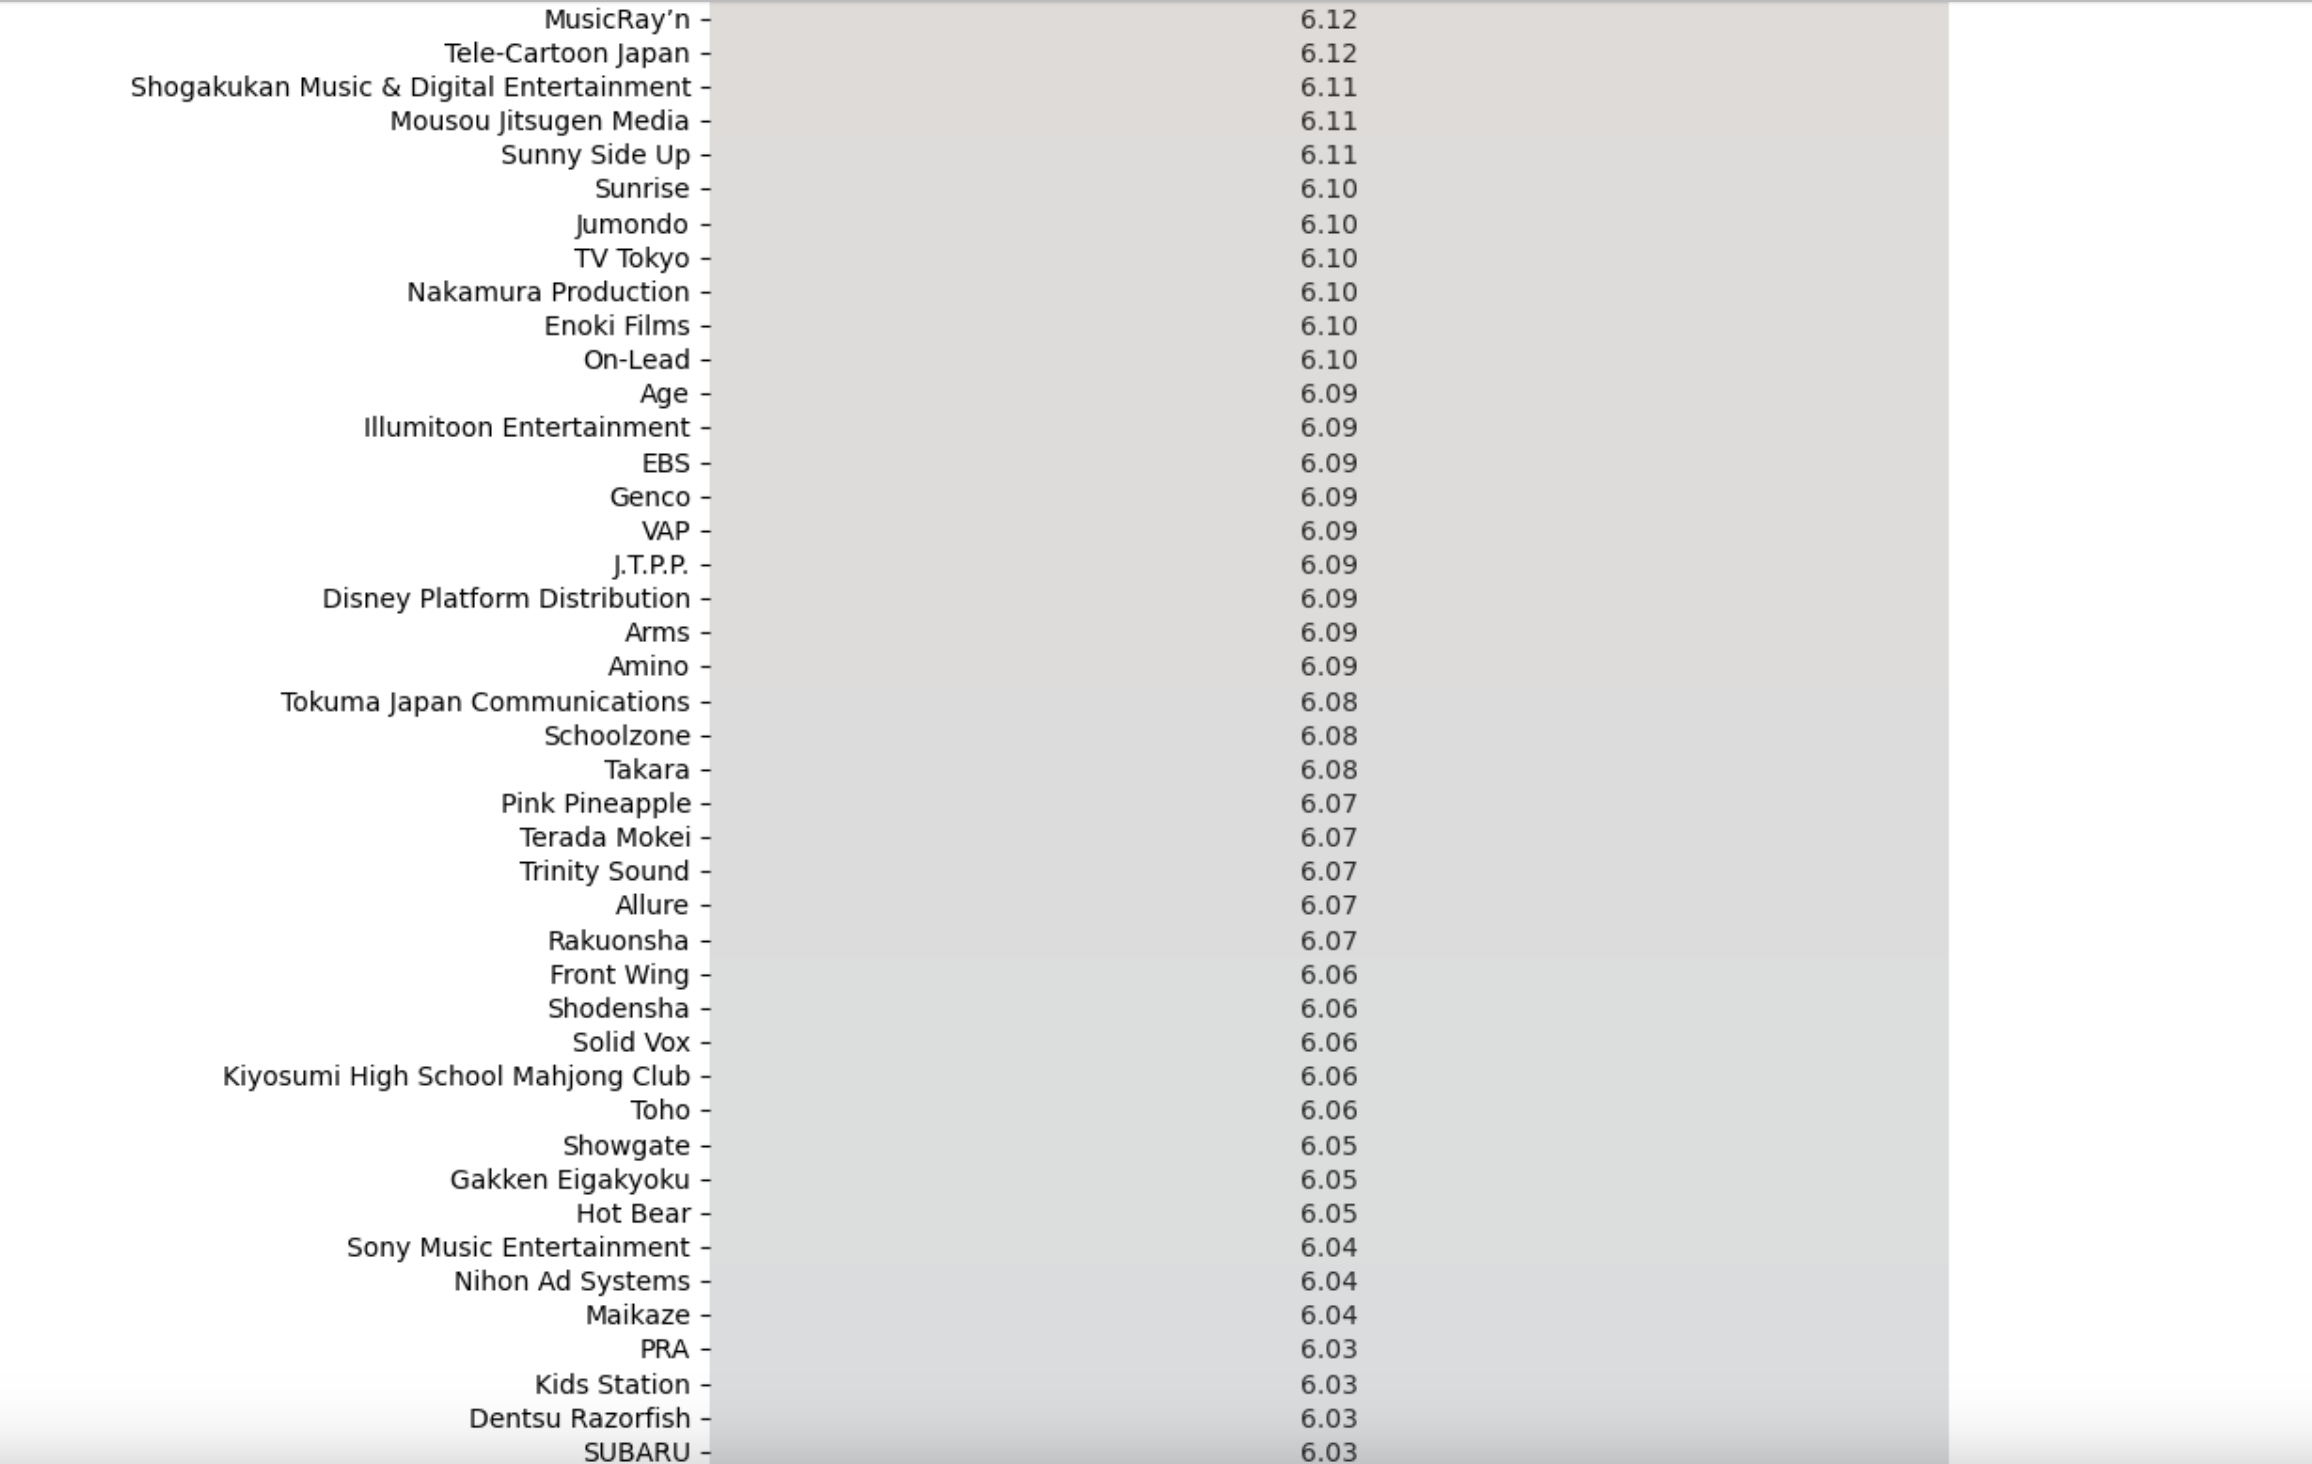 MusicRay’n 6.12
Tele-Cartoon Japan 6.12
Shogakukan Music & Digital Entertainment 6.11
Mousou Jitsugen Media 6.11
Sunny Side Up 6.11
Sunrise 6.10
Jumondo 6.10
TV Tokyo 6.10
Nakamura Production 6.10
Enoki Films 6.10
On-Lead 6.10
Age 6.09
Illumitoon Entertainment 6.09
EBS 6.09
Genco 6.09
VAP 6.09
J.T.P.P. 6.09
Disney Platform Distribution 6.09
Arms 6.09
Amino 6.09
Tokuma Japan Communications 6.08
Schoolzone 6.08
Takara 6.08
Pink Pineapple 6.07
Terada Mokei 6.07
Trinity Sound 6.07
Allure 6.07
Rakuonsha 6.07
Front Wing 6.06
Shodensha 6.06
Solid Vox 6.06
Kiyosumi High School Mahjong Club 6.06
Toho 6.06
Showgate 6.05
Gakken Eigakyoku 6.05
Hot Bear 6.05
Sony Music Entertainment 6.04
Nihon Ad Systems 6.04
Maikaze 6.04
PRA 6.03
Kids Station 6.03
Dentsu Razorfish 6.03
SUBARU 6.03